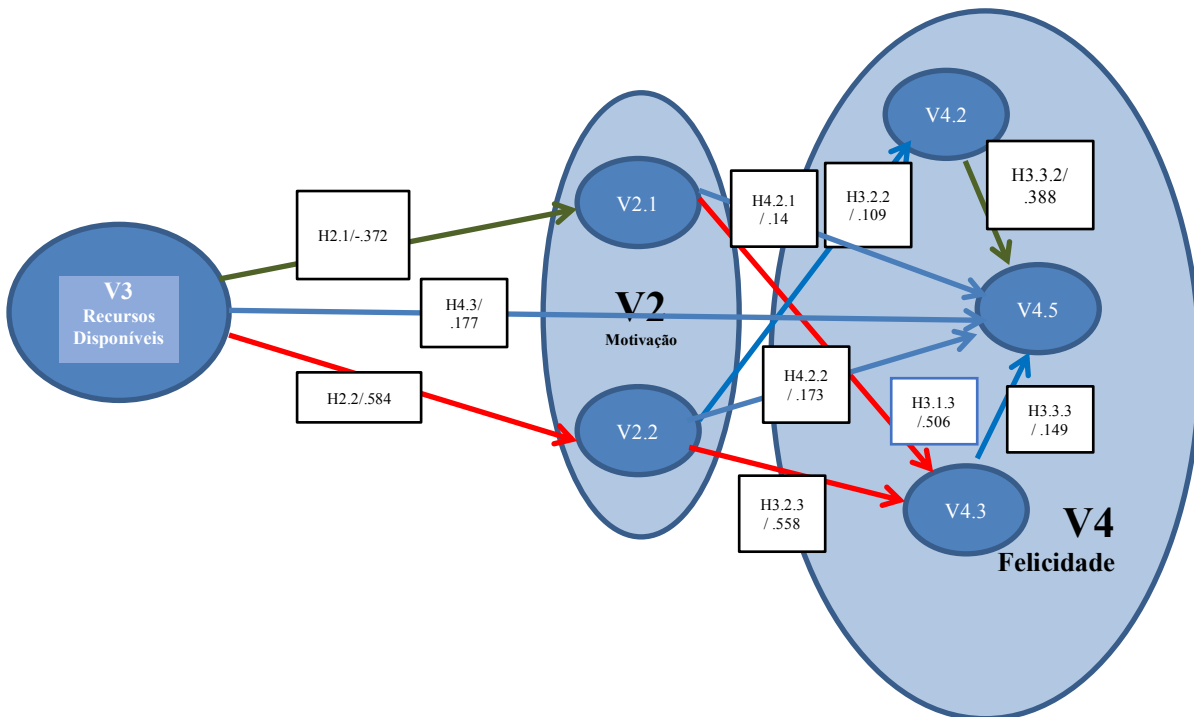 V4.2
H3.3.2/
.388
V2.1
H4.2.1
/ .14
H3.2.2
/ .109
H2.1/-.372
V3
Recursos
Disponíveis
H4.3/
.177
V2
Motivação
V4.5
H2.2/.584
V2.2
H4.2.2
/ .173
H3.1.3
/.506
H3.3.3
/ .149
H3.2.3
/ .558
V4.3
V4
Felicidade